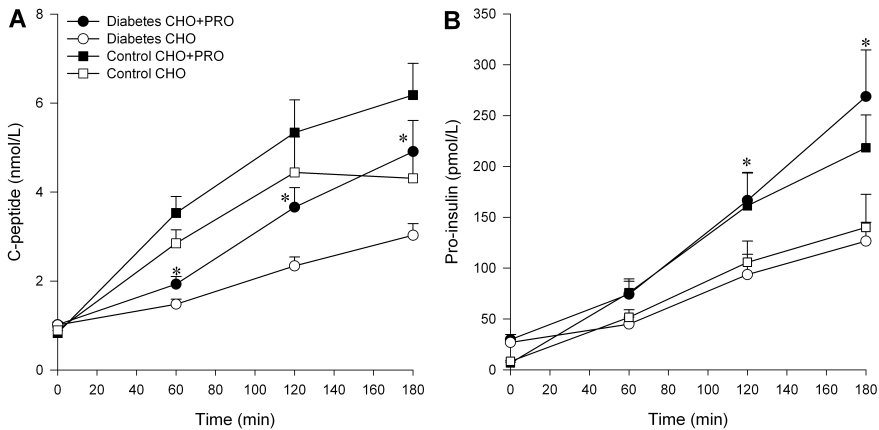 A
Diabetes CHO+PRO
Diabetes CHO
Control CHO+PRO
Control CHO
C-peptide (nmol/L)
8
6
4
2
0
*
*
*
0 20 40 60 80 100 120 140 160 180
Time (min)
B
Pro-insulin (pmol/L)
350
300
250
200
150
100
50
0
*
*
0 20 40 60 80 100 120 140 160 180
Time (min)